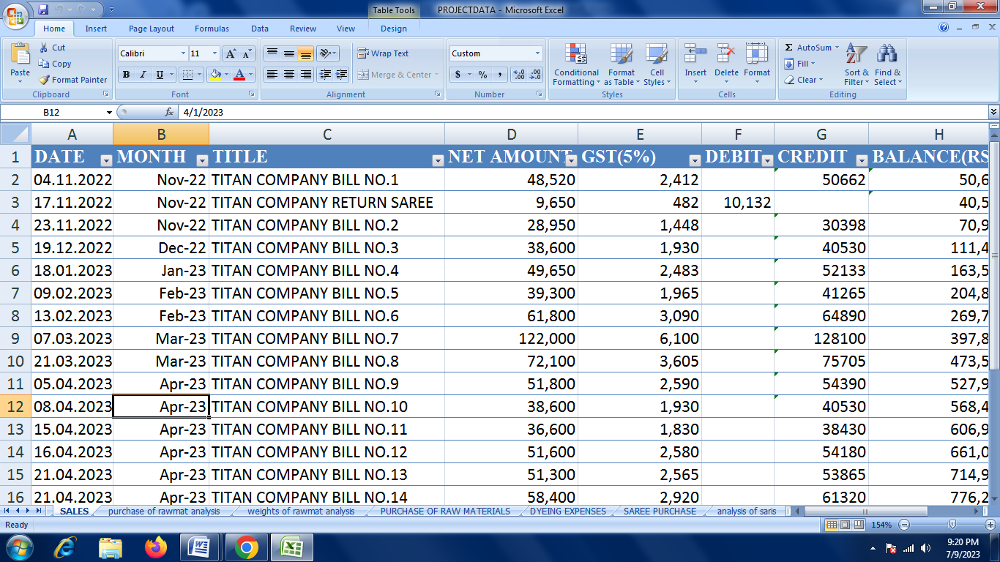 Table Tools PROJECTDATA - Microsoft Excel
Home Insert Page Layout Formulas Data Review View Design
Paste Cut Copy Format Painter Clipboard
Calibri 11 B I U Font
Wrap Text Merge & Center Alignment
Custom $ % , Number
Conditional Formatting Format as Table Cell Styles Styles
Insert Delete Format Cells
Σ AutoSum Fill Clear Sort & Filter Find & Select Editing
B12 fx 4/1/2023
A B C D E F G H
1 DATE MONTH TITLE NET AMOUNT GST(5%) DEBIT CREDIT BALANCE(RS
2 04.11.2022 Nov-22 TITAN COMPANY BILL NO.1 48,520 2,412 50662 50,6
3 17.11.2022 Nov-22 TITAN COMPANY RETURN SAREE 9,650 482 10,132 40,5
4 23.11.2022 Nov-22 TITAN COMPANY BILL NO.2 28,950 1,448 30398 70,9
5 19.12.2022 Dec-22 TITAN COMPANY BILL NO.3 38,600 1,930 40530 111,4
6 18.01.2023 Jan-23 TITAN COMPANY BILL NO.4 49,650 2,483 52133 163,5
7 09.02.2023 Feb-23 TITAN COMPANY BILL NO.5 39,300 1,965 41265 204,8
8 13.02.2023 Feb-23 TITAN COMPANY BILL NO.6 61,800 3,090 64890 269,7
9 07.03.2023 Mar-23 TITAN COMPANY BILL NO.7 122,000 6,100 128100 397,8
10 21.03.2023 Mar-23 TITAN COMPANY BILL NO.8 72,100 3,605 75705 473,5
11 05.04.2023 Apr-23 TITAN COMPANY BILL NO.9 51,800 2,590 54390 527,9
12 08.04.2023 Apr-23 TITAN COMPANY BILL NO.10 38,600 1,930 40530 568,4
13 15.04.2023 Apr-23 TITAN COMPANY BILL NO.11 36,600 1,830 38430 606,9
14 16.04.2023 Apr-23 TITAN COMPANY BILL NO.12 51,600 2,580 54180 661,0
15 21.04.2023 Apr-23 TITAN COMPANY BILL NO.13 51,300 2,565 53865 714,9
16 21.04.2023 Apr-23 TITAN COMPANY BILL NO.14 58,400 2,920 61320 776,2
SALES purchase of rawmat analysis weights of rawmat analysis PURCHASE OF RAW MATERIALS DYEING EXPENSES SAREE PURCHASE analysis of saris
Ready 154%
9:20 PM
7/9/2023